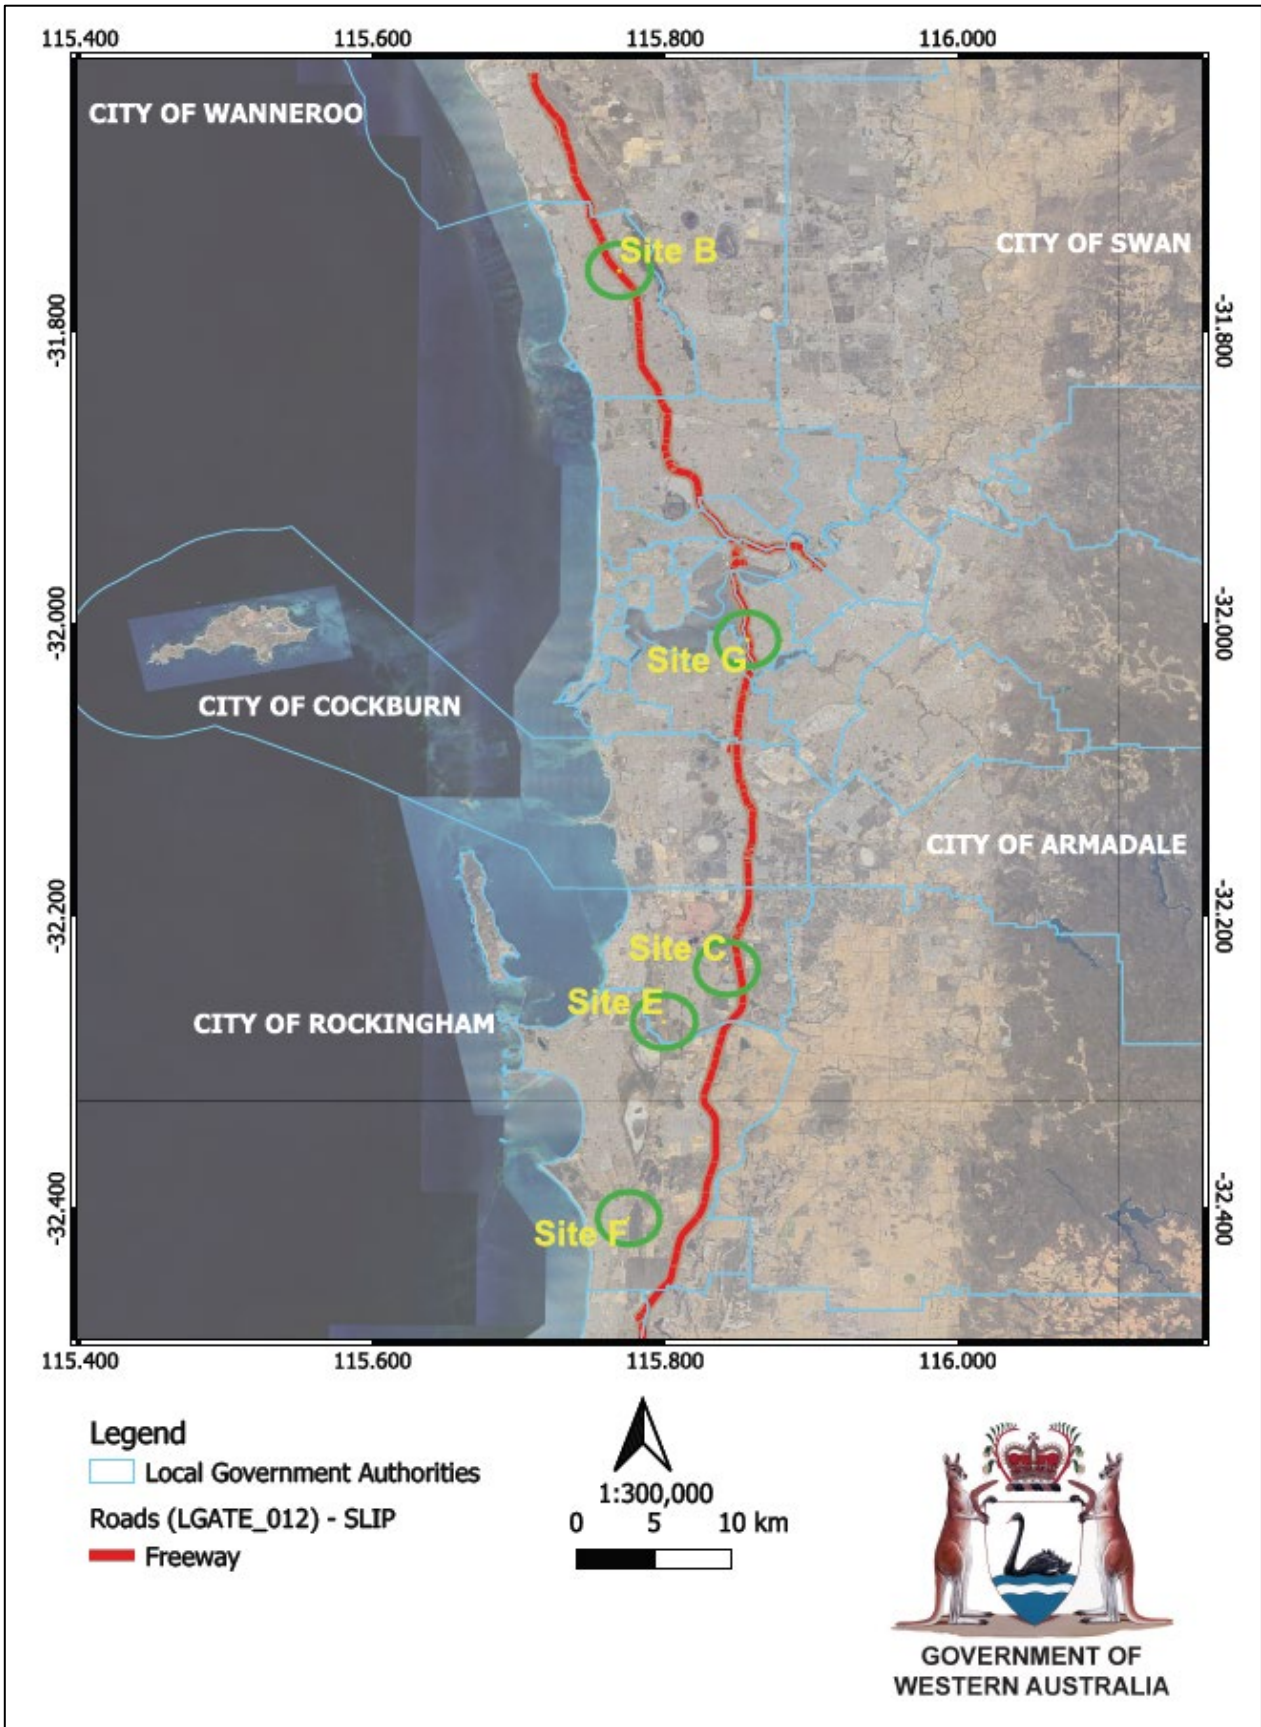 115.400 115.600 115.800 116.000
CITY OF WANNEROO
CITY OF SWAN
Site B
-31.800 -31.800
-32.000 -32.000
Site G
CITY OF COCKBURN
CITY OF ARMADALE
-32.200 -32.200
Site C
Site E
CITY OF ROCKINGHAM
-32.400 -32.400
Site F
115.400 115.600 115.800 116.000
Legend
Local Government Authorities
Roads (LGATE_012) - SLIP
Freeway
1:300,000
0 5 10 km
GOVERNMENT OF
WESTERN AUSTRALIA